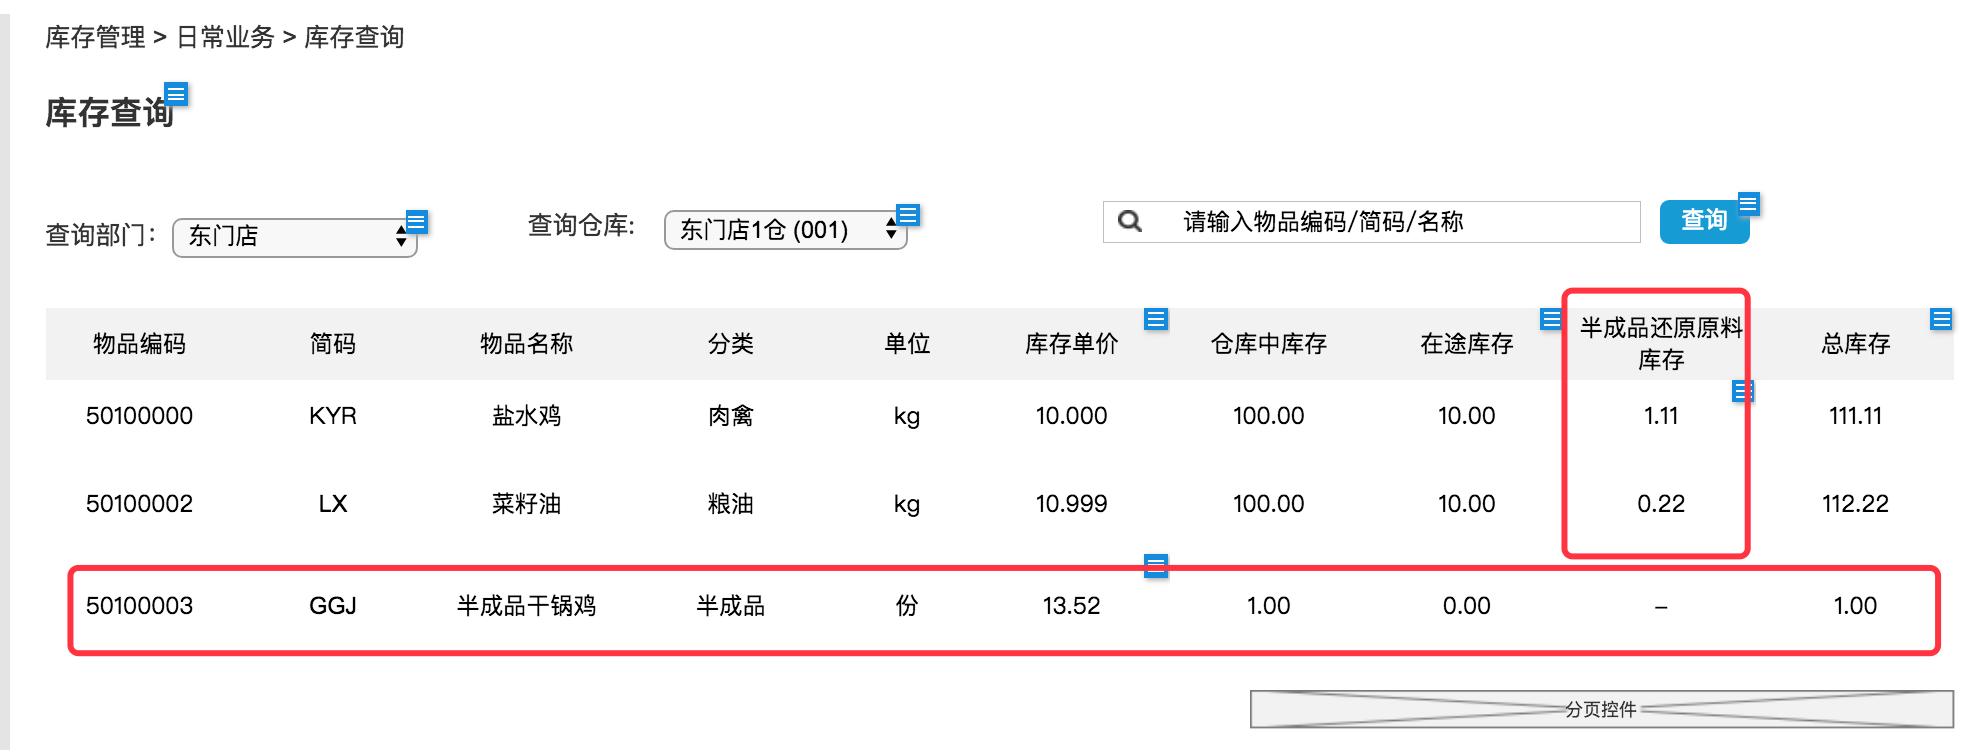 库存管理 > 日常业务 > 库存查询
库存查询
查询部门： 东门店 查询仓库: 东门店1仓 (001) 请输入物品编码/简码/名称 查询
物品编码 简码 物品名称 分类 单位 库存单价 仓库中库存 在途库存 半成品还原原料 总库存
库存
50100000 KYR 盐水鸡 肉禽 kg 10.000 100.00 10.00 1.11 111.11
50100002 LX 菜籽油 粮油 kg 10.999 100.00 10.00 0.22 112.22
50100003 GGJ 半成品干锅鸡 半成品 份 13.52 1.00 0.00 – 1.00
分页控件